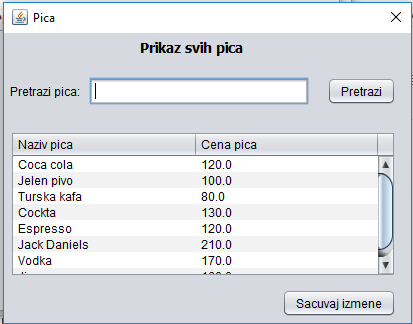 Pica
Prikaz svih pica
Pretrazi pica: Pretrazi
Naziv pica Cena pica
Coca cola 120.0
Jelen pivo 100.0
Turska kafa 80.0
Cockta 130.0
Espresso 120.0
Jack Daniels 210.0
Vodka 170.0
Sacuvaj izmene